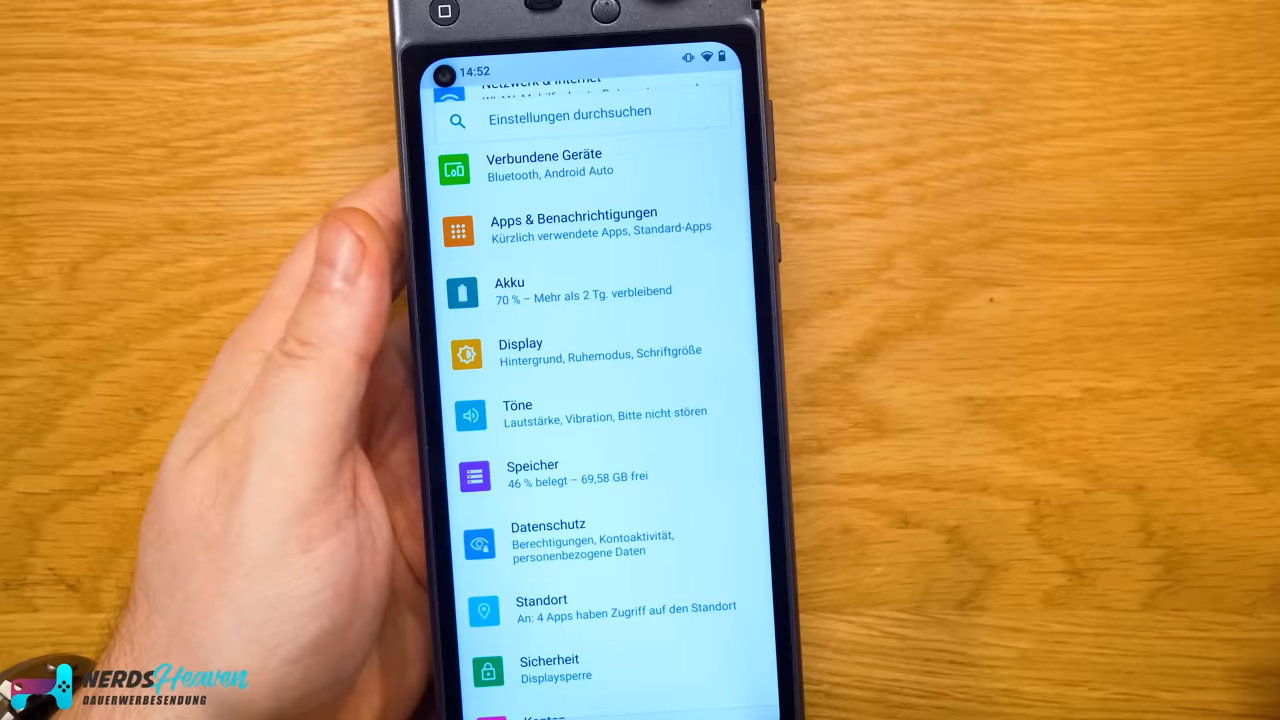 14:52
Netzwerk & Internet
Einstellungen durchsuchen
Verbundene Geräte
Bluetooth, Android Auto
Apps & Benachrichtigungen
Kürzlich verwendete Apps, Standard-Apps
Akku
70 % – Mehr als 2 Tg. verbleibend
Display
Hintergrund, Ruhemodus, Schriftgröße
Töne
Lautstärke, Vibration, Bitte nicht stören
Speicher
46 % belegt – 69,58 GB frei
Datenschutz
Berechtigungen, Kontoaktivität,
personenbezogene Daten
Standort
An: 4 Apps haben Zugriff auf den Standort
Sicherheit
Displaysperre
Konten
NERDSHeaven
DAUERWERBESENDUNG